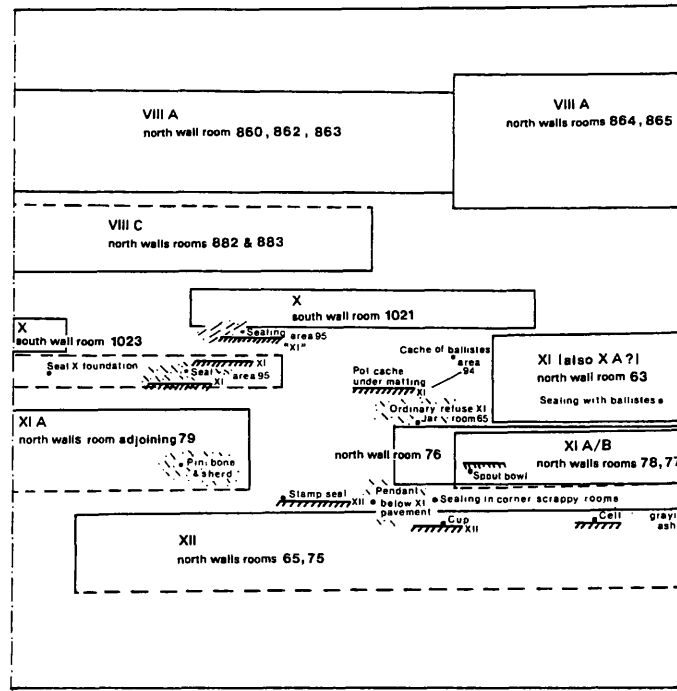 VIII A
north wall room 860, 862, 863
VIII A
north walls rooms 864, 865
VIII C
north walls rooms 882 & 883
X
south wall room 1021
X
south wall room 1023
Sealing
area 95
"XI"
Seal X foundation
XI
Seal
area 95
XI
Cache of ballistes
area
94
Pot cache
under matting
XI
XI (also X A?)
north wall room 63
Sealing with ballistes
Ordinary refuse XI
Jar room 65
XI A
north walls room adjoining 79
Pin bone
& sherd
north wall room 76
XI A/B
north walls rooms 78, 77
Spout bowl
Stamp seal
XII
Pendant
below XI
pavement
Sealing in corner scrappy rooms
Cup
XII
Celt
grayi
ash
XII
north walls rooms 65, 75